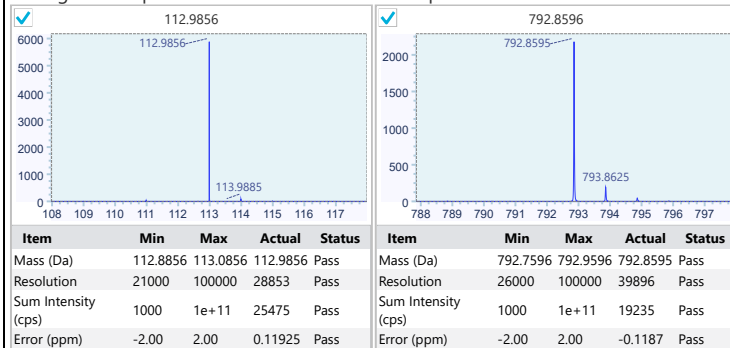 112.9856
112.9856
6000
5000
4000
3000
2000
1000
0
113.9885
108 109 110 111 112 113 114 115 116 117
Item Min Max Actual Status
Mass (Da) 112.8856 113.0856 112.9856 Pass
Resolution 21000 100000 28853 Pass
Sum Intensity (cps) 1000 1e+11 25475 Pass
Error (ppm) -2.00 2.00 0.11925 Pass
792.8596
792.8595
2000
1500
1000
500
0
793.8625
788 789 790 791 792 793 794 795 796 797
Item Min Max Actual Status
Mass (Da) 792.7596 792.9596 792.8595 Pass
Resolution 26000 100000 39896 Pass
Sum Intensity (cps) 1000 1e+11 19235 Pass
Error (ppm) -2.00 2.00 -0.1187 Pass